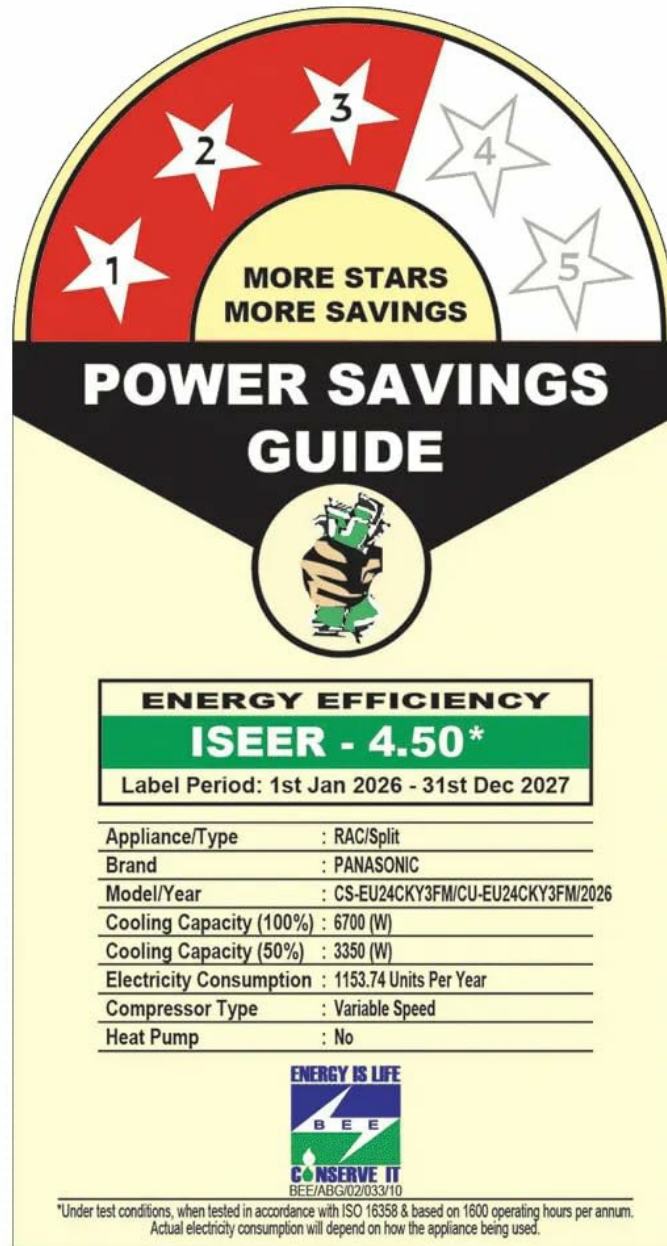 1
2
3
4
5
MORE STARS
MORE SAVINGS
POWER SAVINGS
GUIDE
ENERGY EFFICIENCY
ISEER - 4.50*
Label Period: 1st Jan 2026 - 31st Dec 2027
Appliance/Type : RAC/Split
Brand : PANASONIC
Model/Year : CS-EU24CKY3FM/CU-EU24CKY3FM/2026
Cooling Capacity (100%) : 6700 (W)
Cooling Capacity (50%) : 3350 (W)
Electricity Consumption : 1153.74 Units Per Year
Compressor Type : Variable Speed
Heat Pump : No
ENERGY IS LIFE
BEE
CONSERVE IT
BEE/ABG/02/033/10
*Under test conditions, when tested in accordance with ISO 16358 & based on 1600 operating hours per annum.
Actual electricity consumption will depend on how the appliance being used.